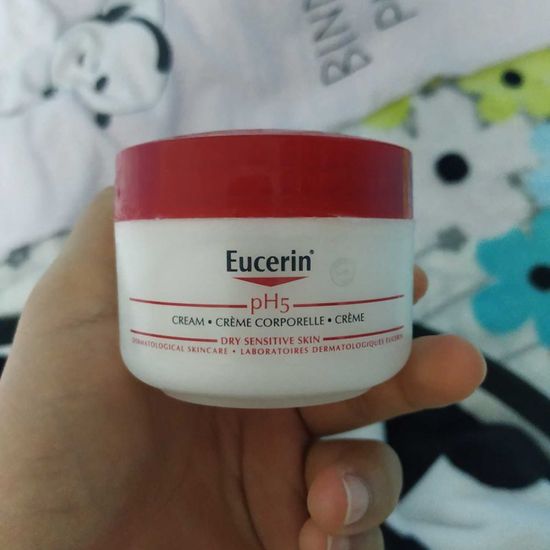 Eucerin®
pH5
CREAM • CRÈME CORPORELLE • CRÈME
DRY SENSITIVE SKIN
DERMATOLOGICAL SKINCARE • LABORATOIRES DERMATOLOGIQUES EUCERIN